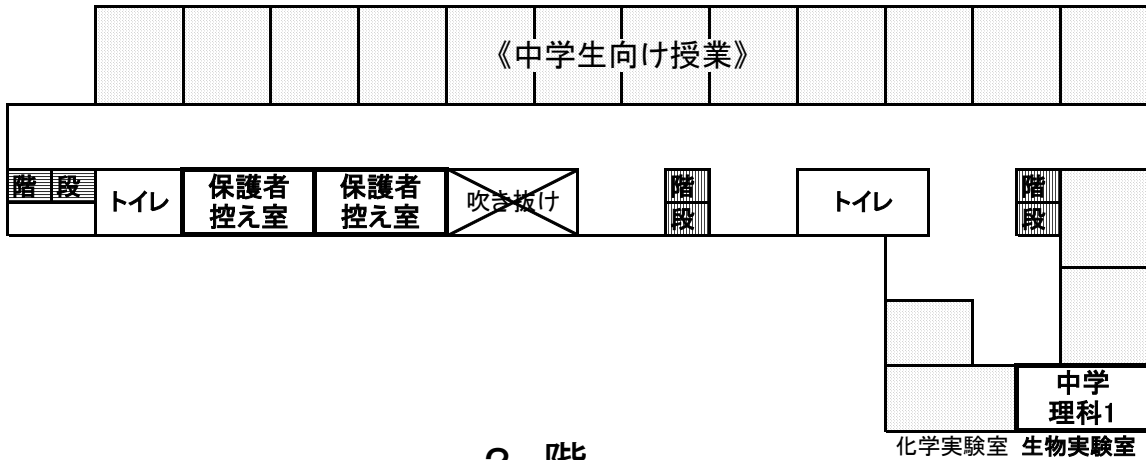 《中学生向け授業》
階段
トイレ
保護者
控え室
保護者
控え室
吹き抜け
階
段
トイレ
階
段
中学
理科1
化学実験室 生物実験室
階